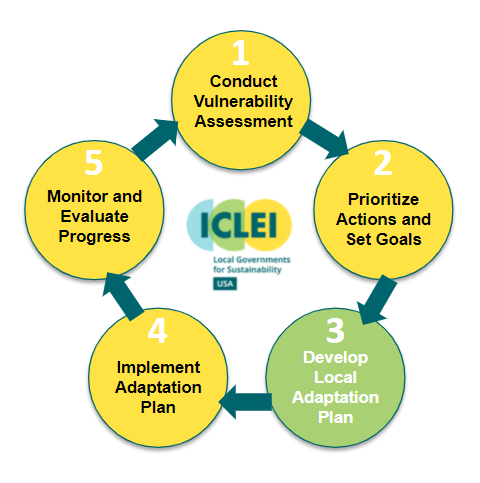 1
Conduct
Vulnerability
Assessment
2
Prioritize
Actions and
Set Goals
3
Develop
Local
Adaptation
Plan
4
Implement
Adaptation
Plan
5
Monitor and
Evaluate
Progress
ICLEI
Local Governments
for Sustainability
USA